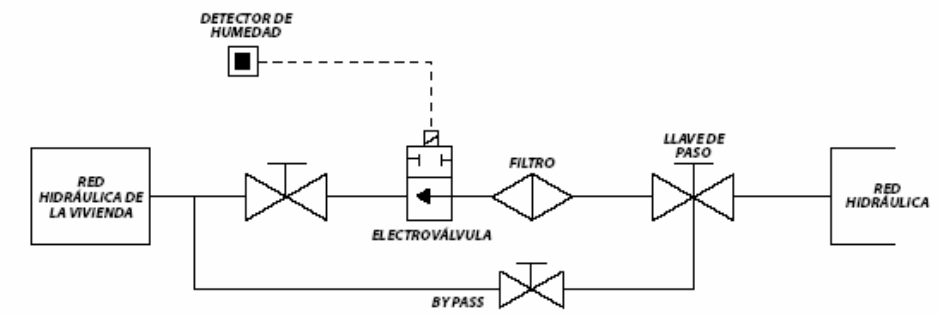 DETECTOR DE
HUMEDAD
LLAVE DE
PASO
FILTRO
RED
HIDRÁULICA DE
LA VIVIENDA
RED
HIDRÁULICA
ELECTROVÁLVULA
BY PASS